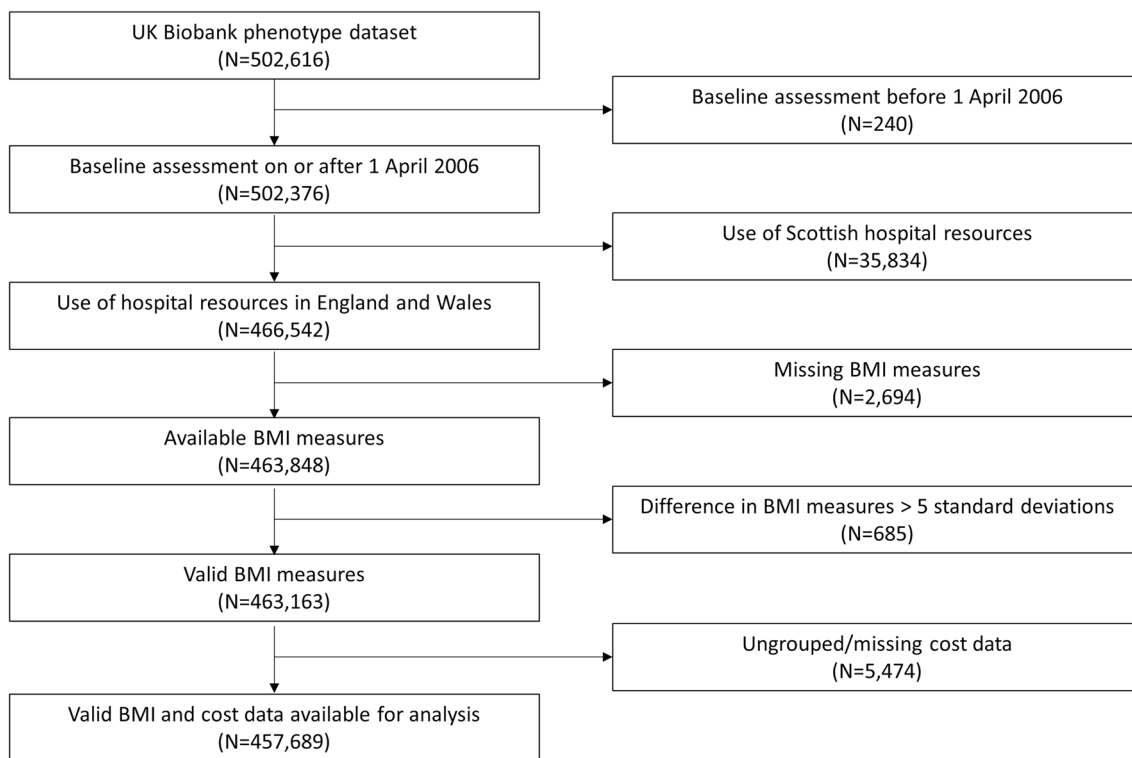 UK Biobank phenotype dataset
(N=502,616)
Baseline assessment before 1 April 2006
(N=240)
Baseline assessment on or after 1 April 2006
(N=502,376)
Use of Scottish hospital resources
(N=35,834)
Use of hospital resources in England and Wales
(N=466,542)
Missing BMI measures
(N=2,694)
Available BMI measures
(N=463,848)
Difference in BMI measures > 5 standard deviations
(N=685)
Valid BMI measures
(N=463,163)
Ungrouped/missing cost data
(N=5,474)
Valid BMI and cost data available for analysis
(N=457,689)